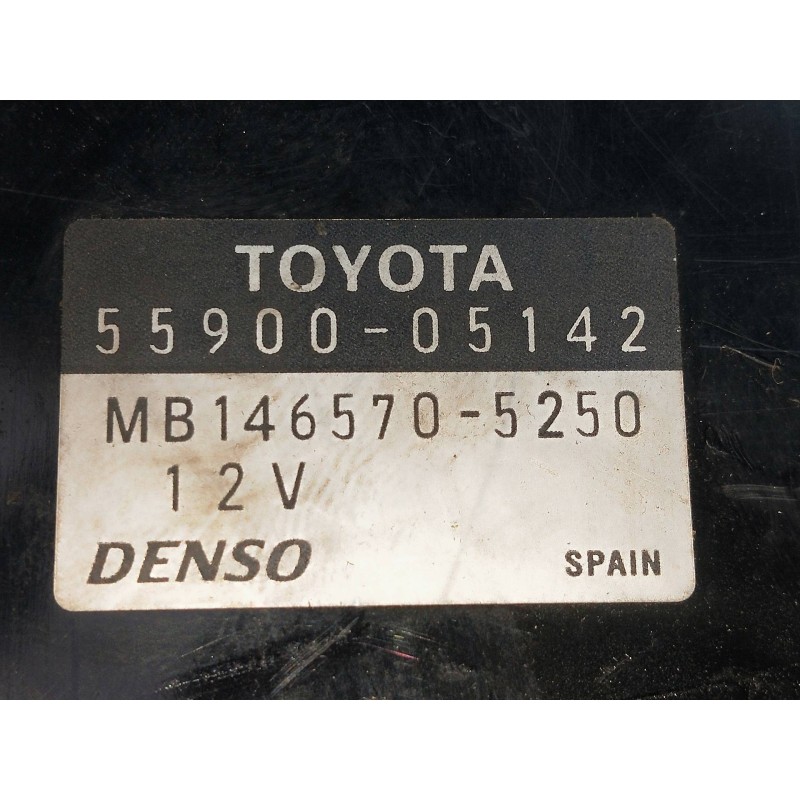 TOYOTA
55900-05142
MB146570-5250
12V
DENSO
SPAIN